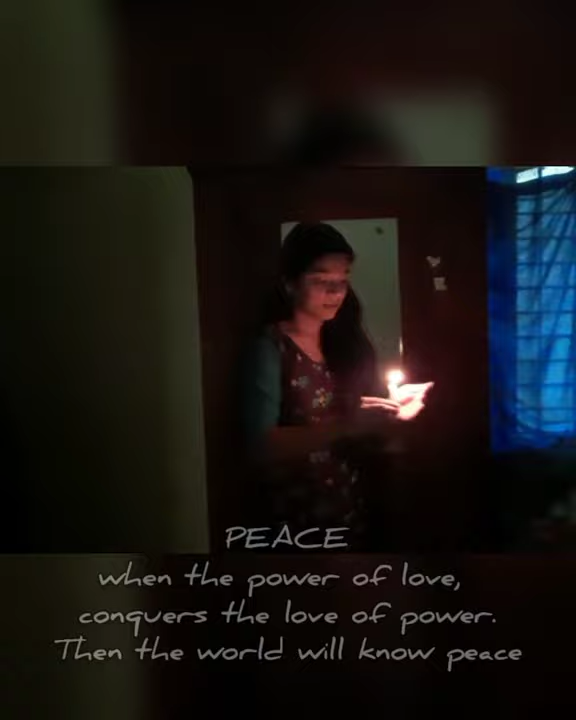 PEACE
when the power of love,
conquers the love of power.
Then the world will know peace